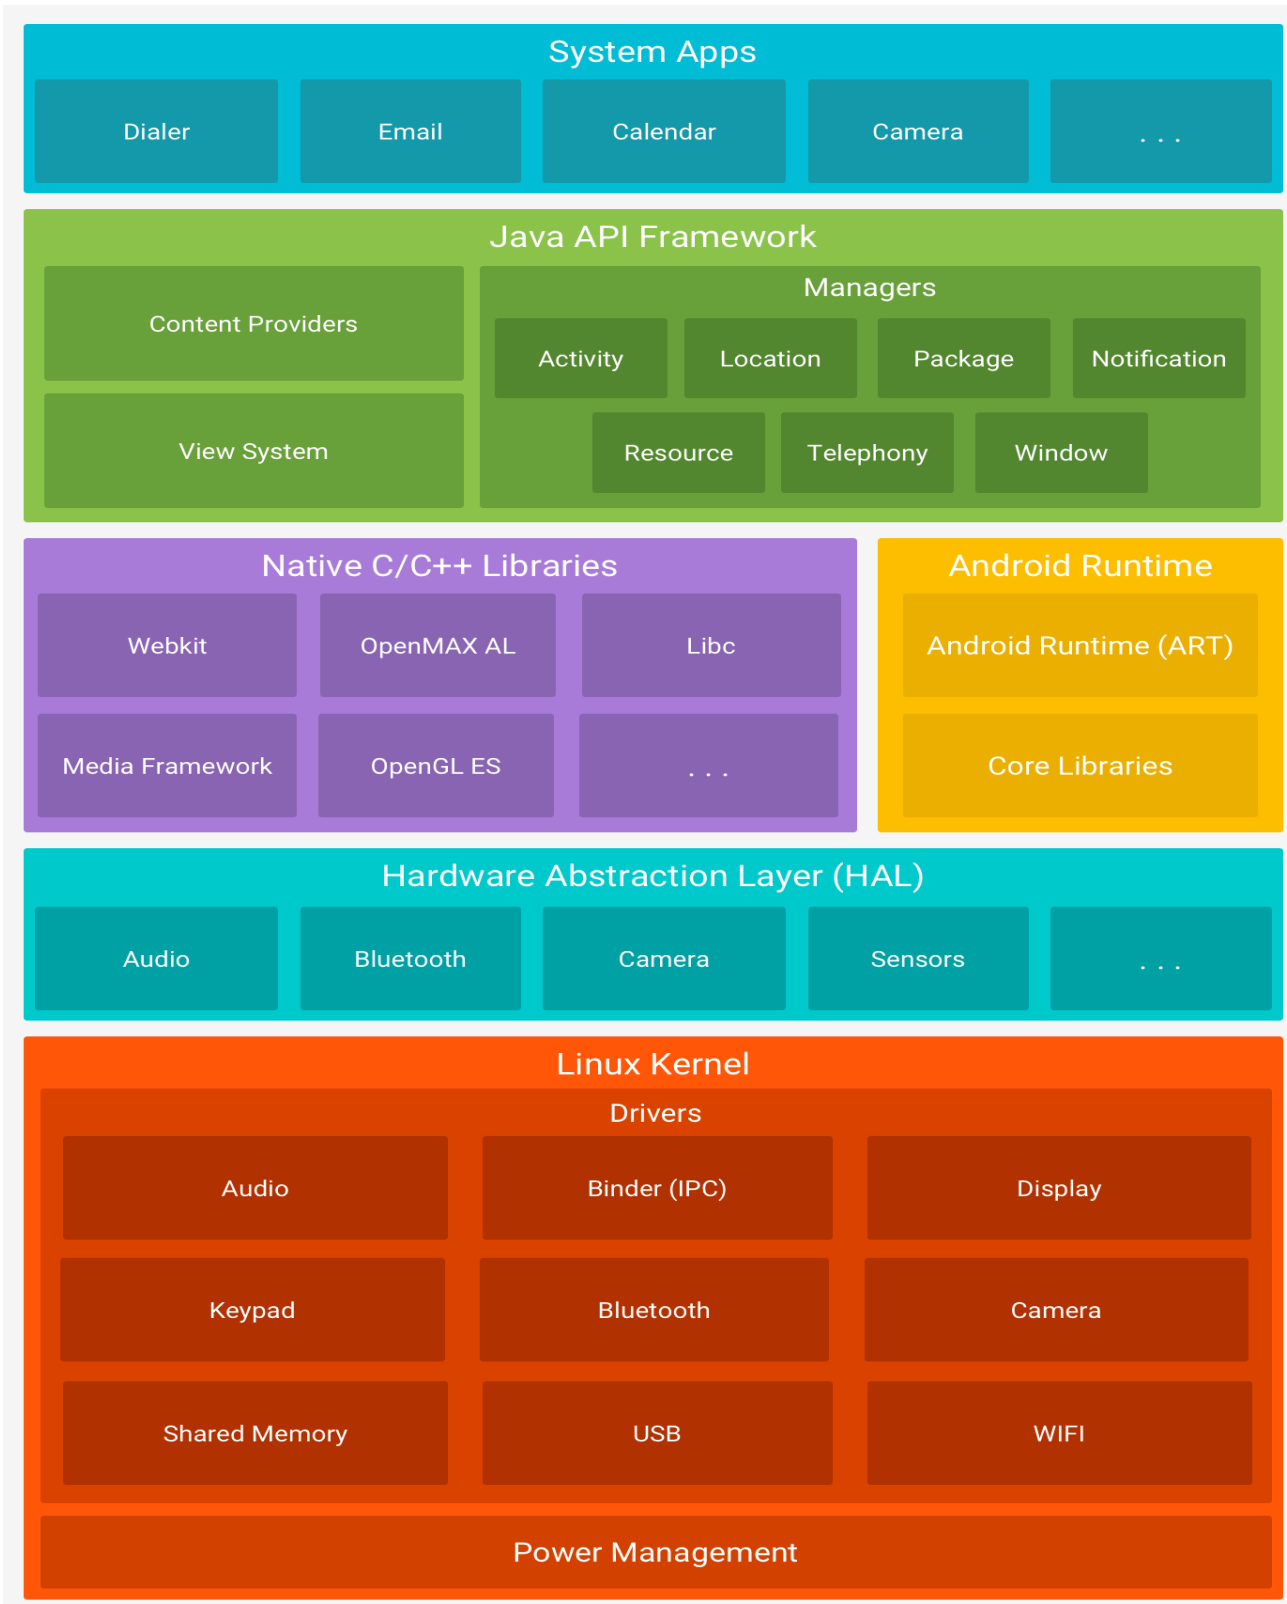 System Apps
Dialer
Email
Calendar
Camera
. . .
Java API Framework
Content Providers
View System
Managers
Activity
Location
Package
Notification
Resource
Telephony
Window
Native C/C++ Libraries
Webkit
OpenMAX AL
Libc
Media Framework
OpenGL ES
. . .
Android Runtime
Android Runtime (ART)
Core Libraries
Hardware Abstraction Layer (HAL)
Audio
Bluetooth
Camera
Sensors
. . .
Linux Kernel
Drivers
Audio
Binder (IPC)
Display
Keypad
Bluetooth
Camera
Shared Memory
USB
WIFI
Power Management